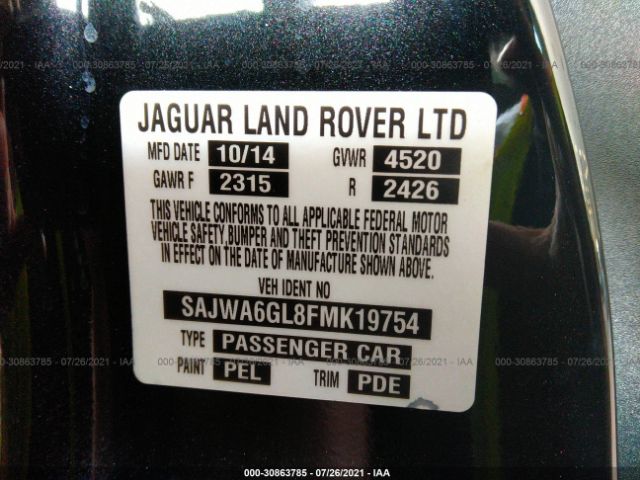 JAGUAR LAND ROVER LTD
MFD DATE 10/14 GVWR 4520
GAWR F 2315 R 2426
THIS VEHICLE CONFORMS TO ALL APPLICABLE FEDERAL MOTOR
VEHICLE SAFETY,BUMPER AND THEFT PREVENTION STANDARDS
IN EFFECT ON THE DATE OF MANUFACTURE SHOWN ABOVE.
VEH IDENT NO
SAJWA6GL8FMK19754
TYPE PASSENGER CAR
PAINT PEL TRIM PDE
000-30863785 - 07/26/2021 - IAA